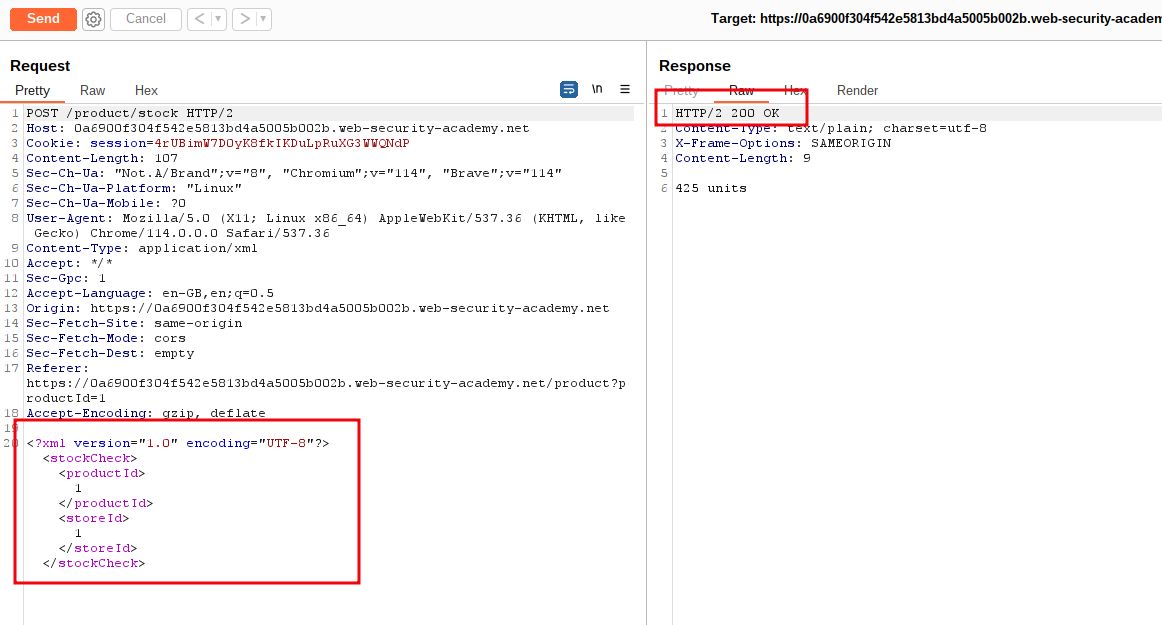 Send
Cancel
Target: https://0a6900f304f542e5813bd4a5005b002b.web-security-academ
Request
Response
Pretty Raw Hex
\n
Pretty Raw Hex Render
1 POST /product/stock HTTP/2
2 Host: 0a6900f304f542e5813bd4a5005b002b.web-security-academy.net
3 Cookie: session=4rUBimW7D0yK8fkIKDuLpRuXG3WWQNdP
4 Content-Length: 107
5 Sec-Ch-Ua: "Not.A/Brand";v="8", "Chromium";v="114", "Brave";v="114"
6 Sec-Ch-Ua-Platform: "Linux"
7 Sec-Ch-Ua-Mobile: ?0
8 User-Agent: Mozilla/5.0 (X11; Linux x86_64) AppleWebKit/537.36 (KHTML, like
Gecko) Chrome/114.0.0.0 Safari/537.36
9 Content-Type: application/xml
10 Accept: */*
11 Sec-Gpc: 1
12 Accept-Language: en-GB,en;q=0.5
13 Origin: https://0a6900f304f542e5813bd4a5005b002b.web-security-academy.net
14 Sec-Fetch-Site: same-origin
15 Sec-Fetch-Mode: cors
16 Sec-Fetch-Dest: empty
17 Referer:
https://0a6900f304f542e5813bd4a5005b002b.web-security-academy.net/product?p
roductId=1
18 Accept-Encoding: gzip, deflate
19
20 <?xml version="1.0" encoding="UTF-8"?>
<stockCheck>
<productId>
1
</productId>
<storeId>
1
</storeId>
</stockCheck>
1 HTTP/2 200 OK
2 Content-Type: text/plain; charset=utf-8
3 X-Frame-Options: SAMEORIGIN
4 Content-Length: 9
5
6 425 units